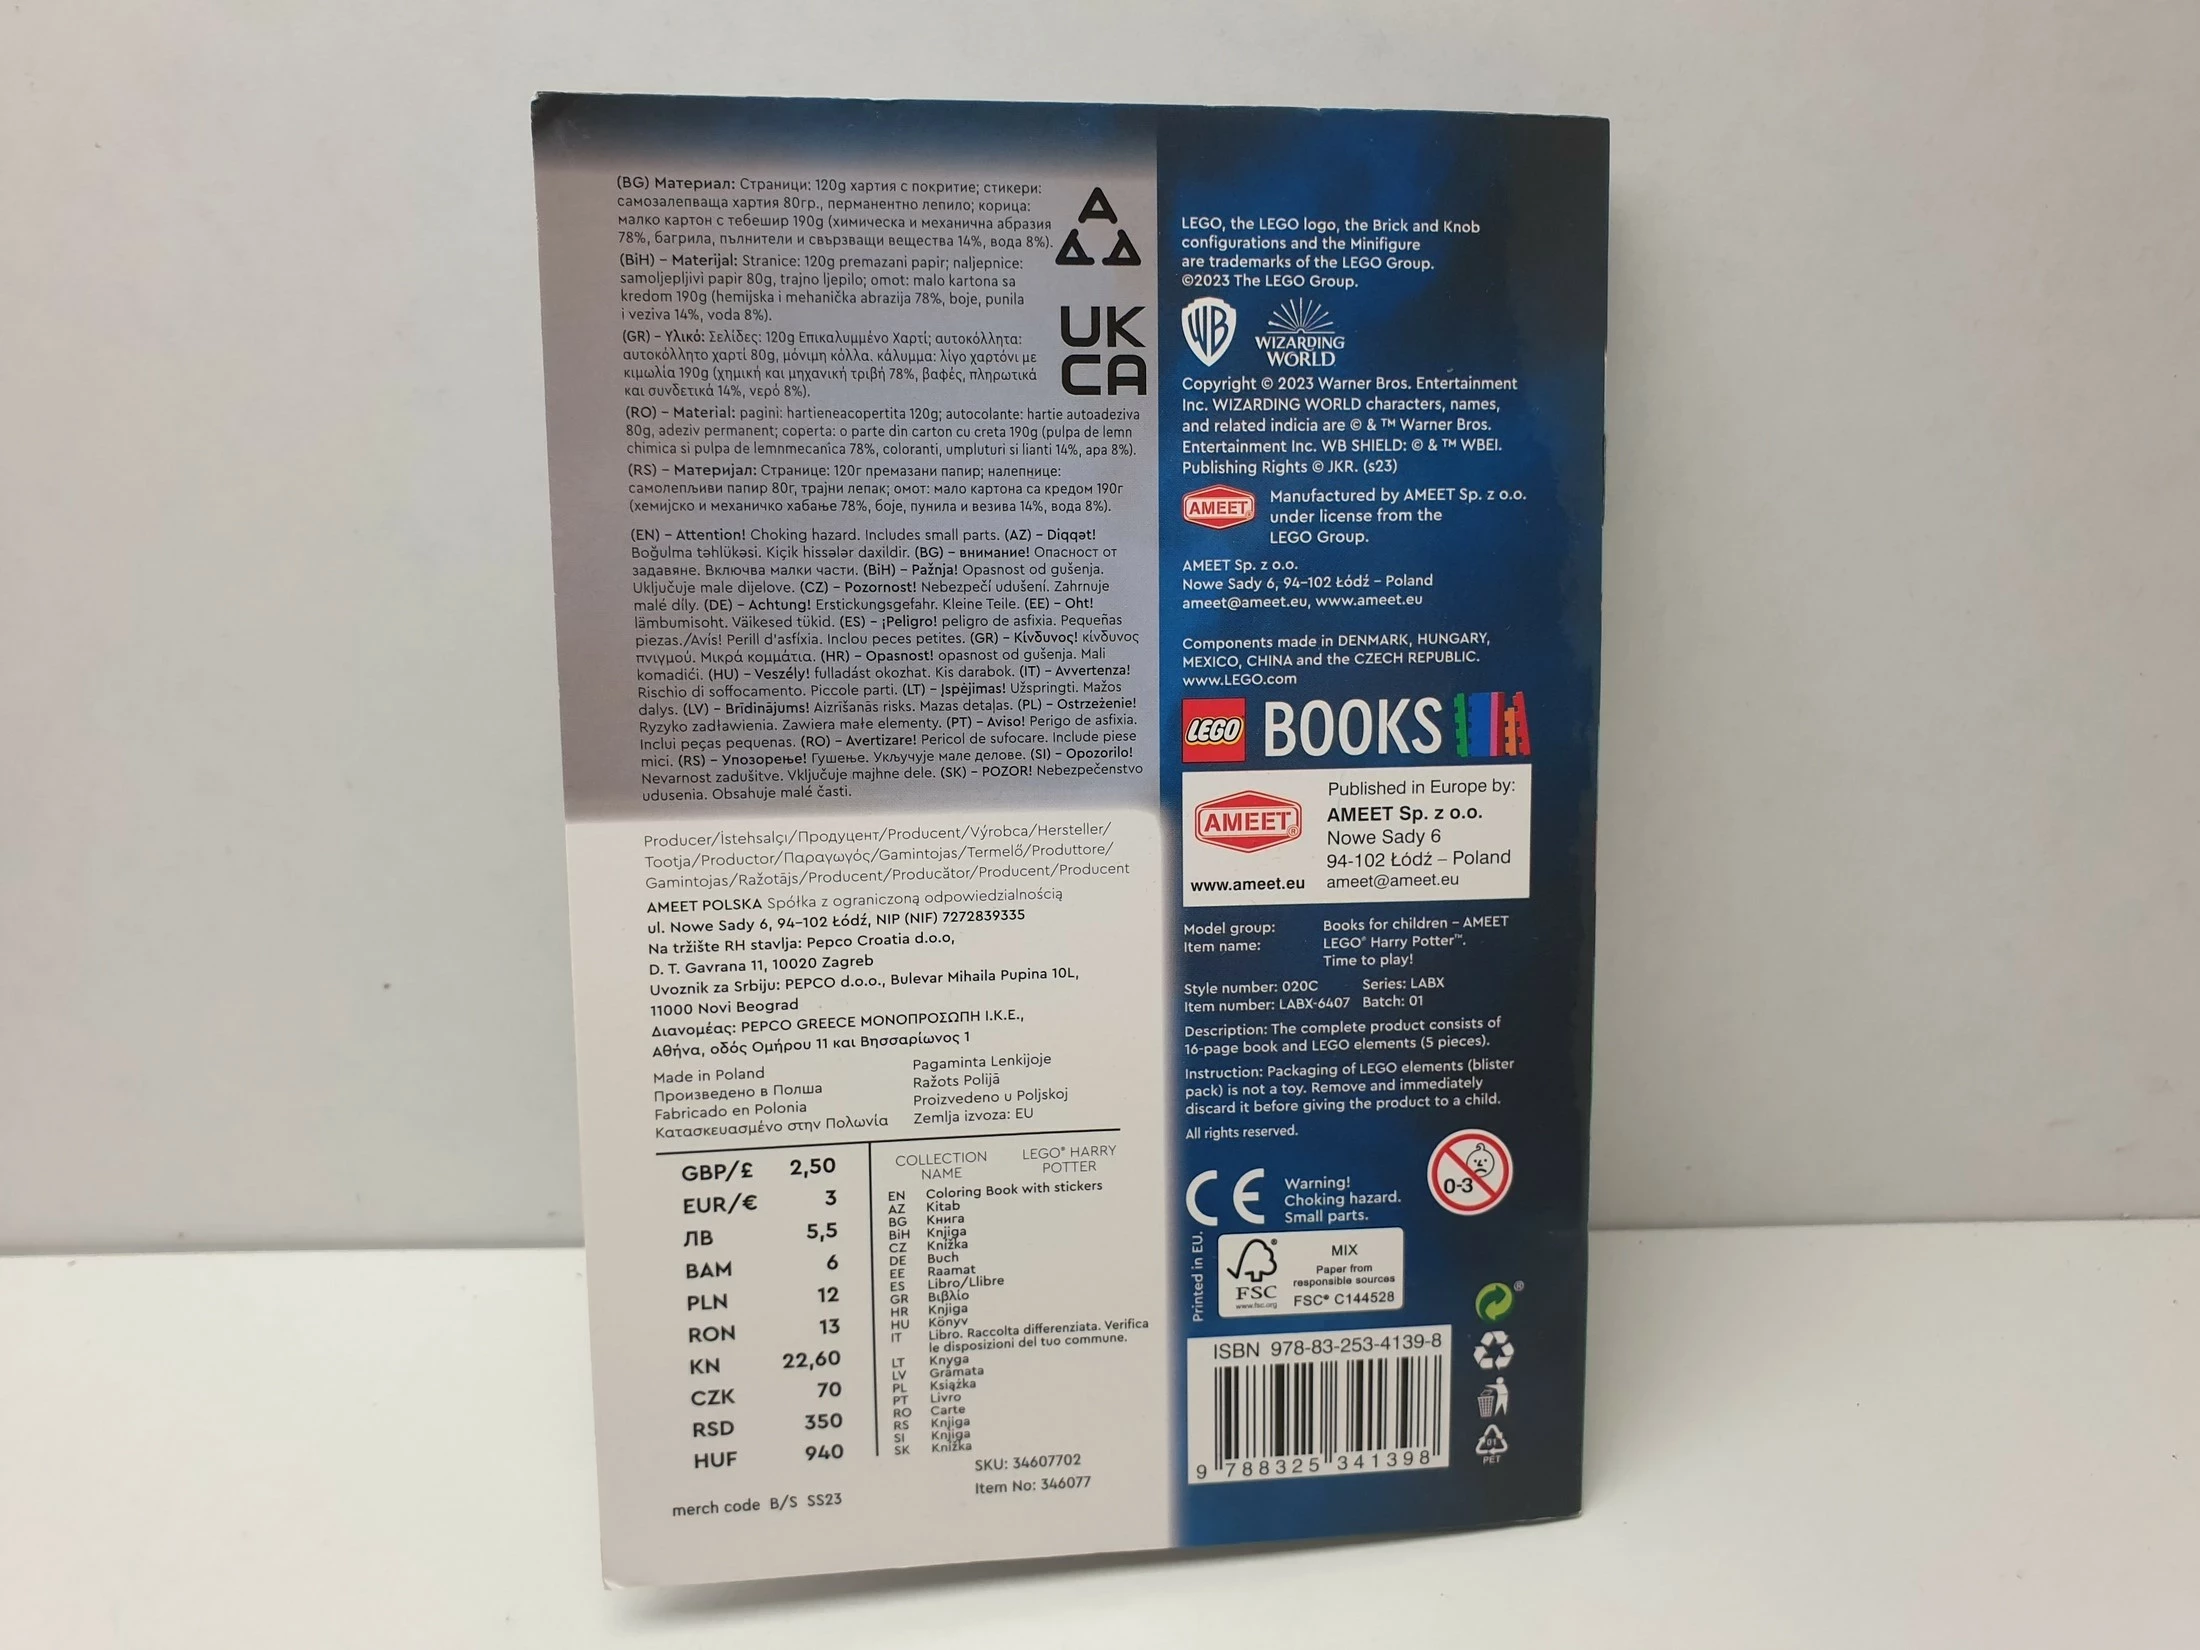 (BG) Материал: Страници: 120g хартия с покритие; стикери:
самозалепваща хартия 80гр., перманентно лепило; корица:
малко картон с тебешир 190g (химическа и механична абразия
78%, багрила, пълнители и свързващи вещества 14%, вода 8%).
(BiH) – Materijal: Stranice: 120g premazani papir; naljepnice:
samoljepljivi papir 80g, trajno ljepilo; omot: malo kartona sa
kredom 190g (hemijska i mehanička abrazija 78%, boje, punila
i veziva 14%, voda 8%).
(GR) – Υλικό: Σελίδες: 120g Επικαλυμμένο Χαρτί; αυτοκόλλητα:
αυτοκόλλητο χαρτί 80g, μόνιμη κόλλα. κάλυμμα: λίγο χαρτόνι με
κιμωλία 190g (χημική και μηχανική τριβή 78%, βαφές, πληρωτικά
και συνδετικά 14%, νερό 8%).
(RO) – Material: pagini: hartieneacopertita 120g; autocolante: hartie autoadeziva
80g, adeziv permanent; coperta: o parte din carton cu creta 190g (pulpa de lemn
chimica si pulpa de lemnmecanica 78%, coloranti, umpluturi si lianti 14%, apa 8%).
(RS) – Материјал: Странице: 120г премазани папир; налепнице:
самолепљиви папир 80г, трајни лепак; омот: мало картона са кредом 190г
(хемијско и механичко хабање 78%, боје, пунила и везива 14%, вода 8%).
UK
CA
(EN) – Attention! Choking hazard. Includes small parts. (AZ) – Diqqət!
Boğulma təhlükəsi. Kiçik hissələr daxildir. (BG) – внимание! Опасност от
задавяне. Включва малки части. (BiH) – Pažnja! Opasnost od gušenja.
Uključuje male dijelove. (CZ) – Pozornost! Nebezpečí udušení. Zahrnuje
malé díly. (DE) – Achtung! Erstickungsgefahr. Kleine Teile. (EE) – Oht!
lämbumisoht. Väikesed tükid. (ES) – ¡Peligro! peligro de asfixia. Pequeñas
piezas./Avís! Perill d'asfíxia. Inclou peces petites. (GR) – Κίνδυνος! κίνδυνος
πνιγμού. Μικρά κομμάτια. (HR) – Opasnost! opasnost od gušenja. Mali
komadići. (HU) – Veszély! fulladást okozhat. Kis darabok. (IT) – Avvertenza!
Rischio di soffocamento. Piccole parti. (LT) – Įspėjimas! Užspringti. Mažos
dalys. (LV) – Brīdinājums! Aizrīšanās risks. Mazas detaļas. (PL) – Ostrzeżenie!
Ryzyko zadławienia. Zawiera małe elementy. (PT) – Aviso! Perigo de asfixia.
Inclui peças pequenas. (RO) – Avertizare! Pericol de sufocare. Include piese
mici. (RS) – Упозорење! Гушење. Укључује мале делове. (SI) – Opozorilo!
Nevarnost zadušitve. Vključuje majhne dele. (SK) – POZOR! Nebezpečenstvo
udusenia. Obsahuje malé časti.
Producer/İstehsalçı/Продуцент/Producent/Výrobca/Hersteller/
Tootja/Productor/Παραγωγός/Gamintojas/Termelő/Produttore/
Gamintojas/Ražotājs/Producent/Producător/Producent/Producent
AMEET POLSKA Spółka z ograniczoną odpowiedzialnością
ul. Nowe Sady 6, 94–102 Łódź, NIP (NIF) 7272839335
Na tržište RH stavlja: Pepco Croatia d.o.o,
D. T. Gavrana 11, 10020 Zagreb
Uvoznik za Srbiju: PEPCO d.o.o., Bulevar Mihaila Pupina 10L,
11000 Novi Beograd
Διανομέας: PEPCO GREECE ΜΟΝΟΠΡΟΣΩΠΗ Ι.Κ.Ε.,
Αθήνα, οδός Ομήρου 11 και Βησσαρίωνος 1
Made in Poland
Произведено в Полша
Fabricado en Polonia
Κατασκευασμένο στην Πολωνία
Pagaminta Lenkijoje
Ražots Polijā
Proizvedeno u Poljskoj
Zemlja izvoza: EU
GBP/£ 2,50
EUR/€ 3
ЛВ 5,5
BAM 6
PLN 12
RON 13
KN 22,60
CZK 70
RSD 350
HUF 940
merch code B/S SS23
COLLECTION NAME
LEGO® HARRY POTTER
EN Coloring Book with stickers
AZ Kitab
BG Книга
BiH Knjiga
CZ Knížka
DE Buch
EE Raamat
ES Libro/Llibre
GR Βιβλίο
HR Knjiga
HU Könyv
IT Libro. Raccolta differenziata. Verifica
le disposizioni del tuo commune.
LT Knyga
LV Grāmata
PL Książka
PT Livro
RO Carte
RS Knjiga
SI Knjiga
SK Knížka
SKU: 34607702
Item No: 346077
LEGO, the LEGO logo, the Brick and Knob
configurations and the Minifigure
are trademarks of the LEGO Group.
©2023 The LEGO Group.
WB
WIZARDING
WORLD
Copyright © 2023 Warner Bros. Entertainment
Inc. WIZARDING WORLD characters, names,
and related indicia are © & ™ Warner Bros.
Entertainment Inc. WB SHIELD: © & ™ WBEI.
Publishing Rights © JKR. (s23)
AMEET
Manufactured by AMEET Sp. z o.o.
under license from the
LEGO Group.
AMEET Sp. z o.o.
Nowe Sady 6, 94–102 Łódź – Poland
ameet@ameet.eu, www.ameet.eu
Components made in DENMARK, HUNGARY,
MEXICO, CHINA and the CZECH REPUBLIC.
www.LEGO.com
LEGO BOOKS
AMEET®
www.ameet.eu
Published in Europe by:
AMEET Sp. z o.o.
Nowe Sady 6
94-102 Łódź – Poland
ameet@ameet.eu
Model group: Books for children – AMEET
Item name: LEGO® Harry Potter™.
Time to play!
Style number: 020C Series: LABX
Item number: LABX-6407 Batch: 01
Description: The complete product consists of
16-page book and LEGO elements (5 pieces).
Instruction: Packaging of LEGO elements (blister
pack) is not a toy. Remove and immediately
discard it before giving the product to a child.
All rights reserved.
CE
Warning!
Choking hazard.
Small parts.
0-3
Printed in EU.
FSC®
www.fsc.org
MIX
Paper from
responsible sources
FSC® C144528
ISBN 978-83-253-4139-8
9 788325 341398
®
01
PET